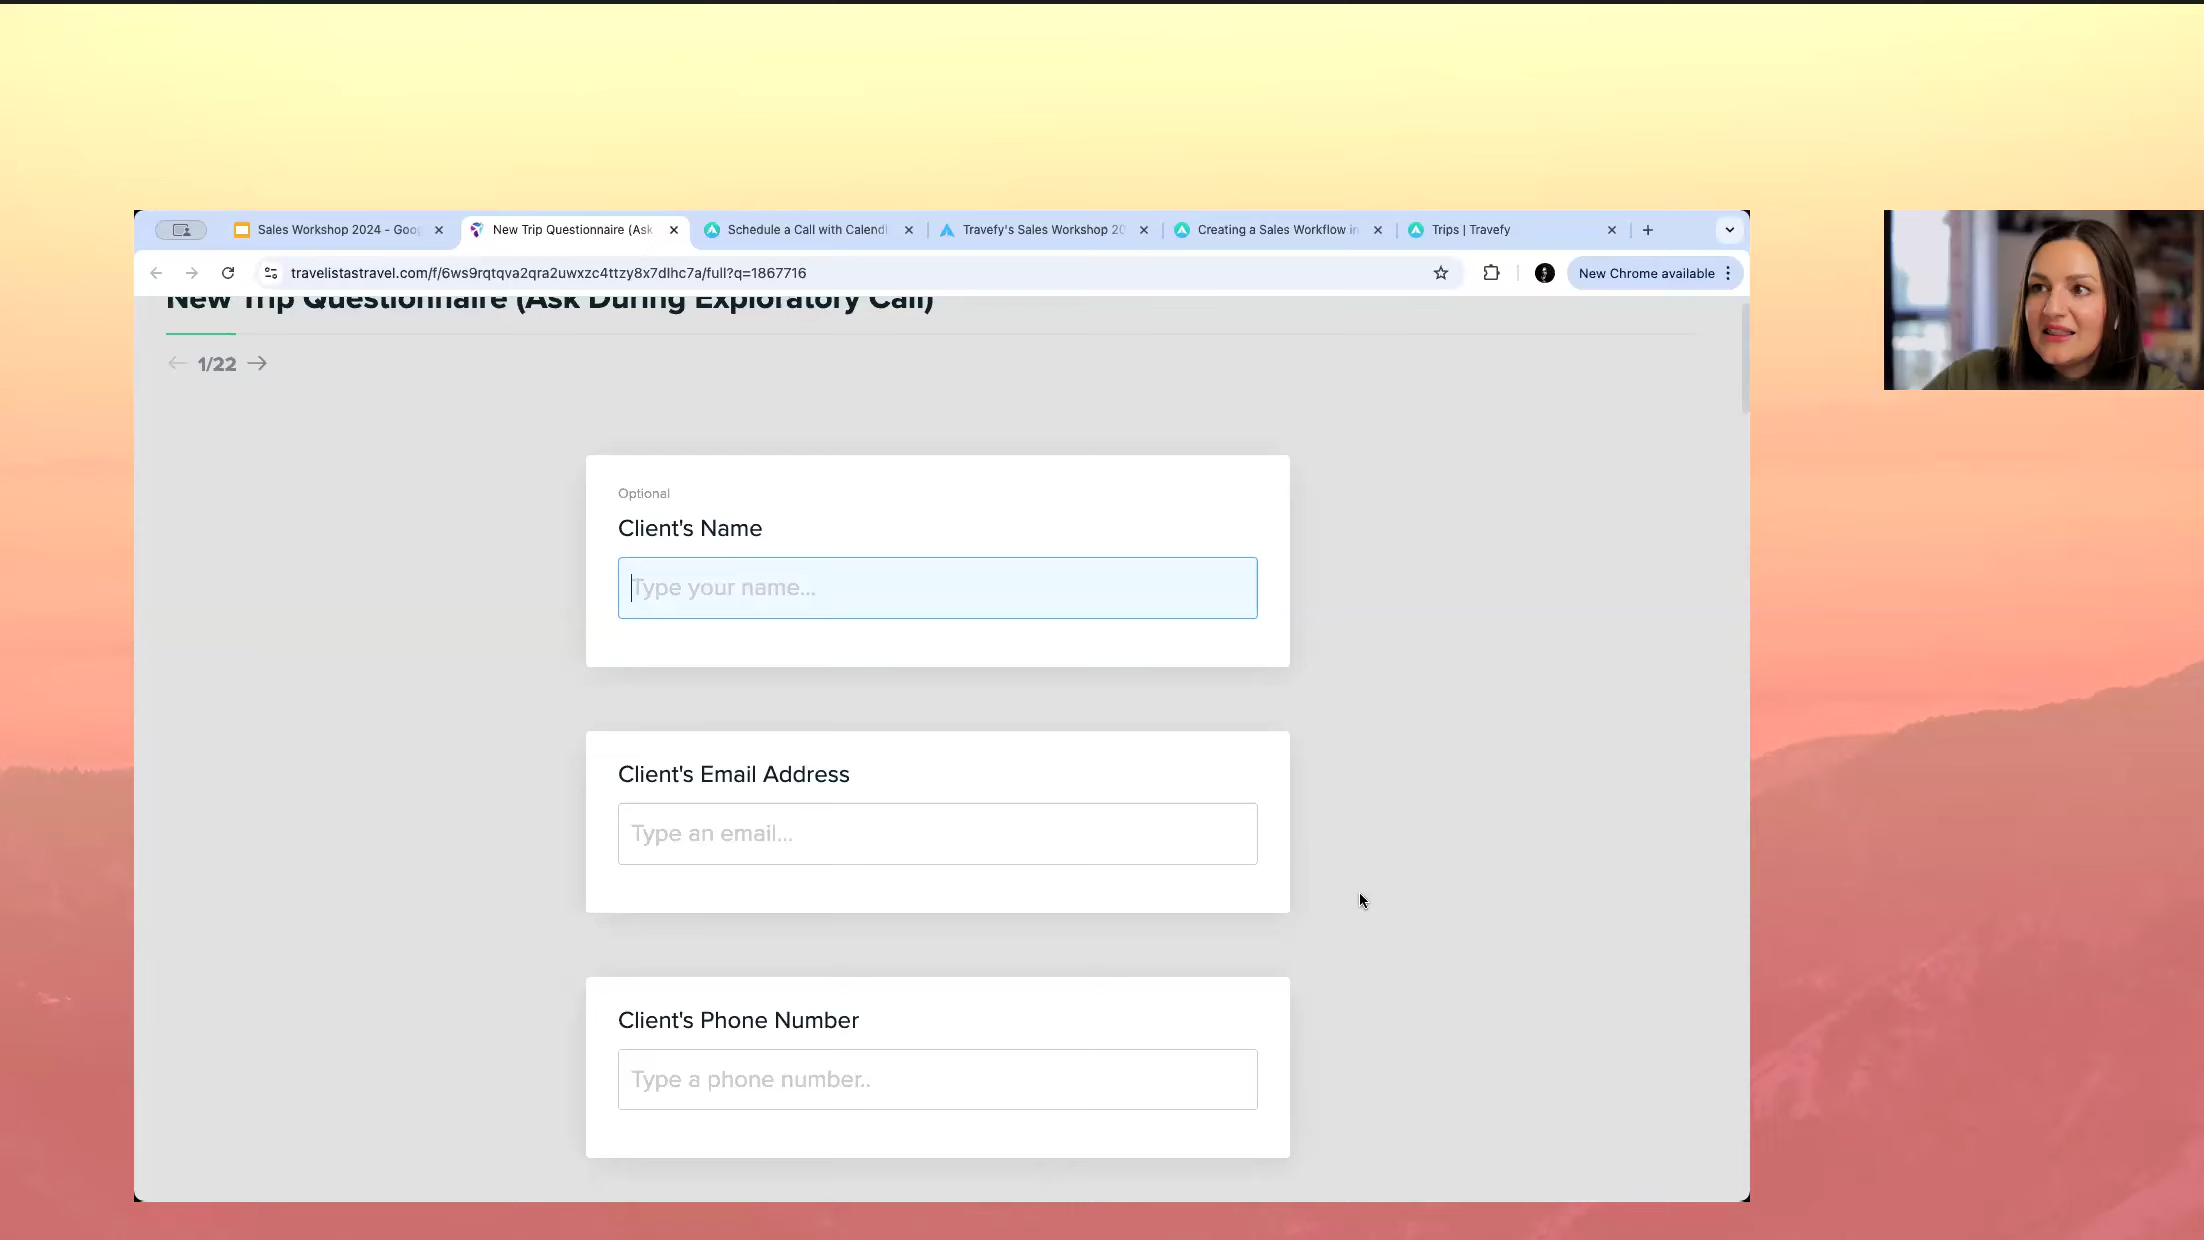 Sales Workshop 2024 - Goo
New Trip Questionnaire (Ask
Schedule a Call with Calendl
Travefy's Sales Workshop 20
Creating a Sales Workflow in
Trips | Travefy
travelistastravel.com/f/6ws9rqtqva2qra2uwxzc4ttzy8x7dlhc7a/full?q=1867716
New Chrome available
New Trip Questionnaire (Ask During Exploratory Call)
1/22
Optional
Client's Name
Type your name...
Client's Email Address
Type an email...
Client's Phone Number
Type a phone number..